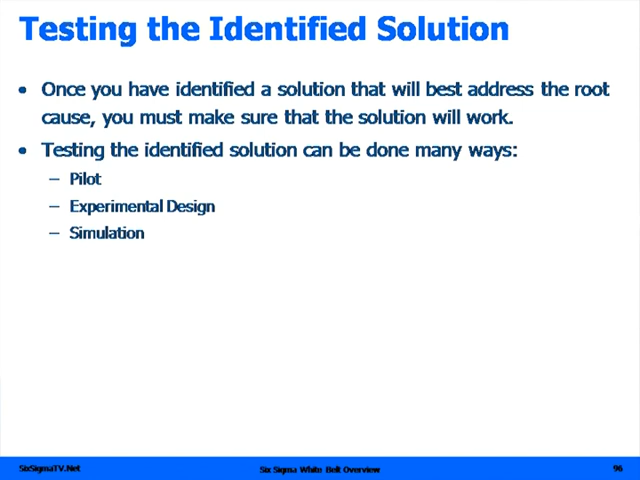 Testing the Identified Solution
• Once you have identified a solution that will best address the root
cause, you must make sure that the solution will work.
• Testing the identified solution can be done many ways:
– Pilot
– Experimental Design
– Simulation
SixSigmaTV.Net Six Sigma White Belt Overview 96